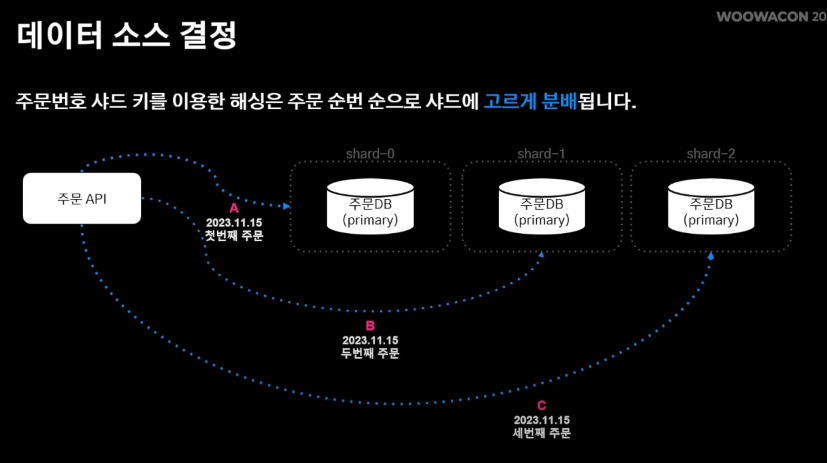 WOOWACON 20
데이터 소스 결정
주문번호 샤드 키를 이용한 해싱은 주문 순번 순으로 샤드에 고르게 분배됩니다.
shard-0
shard-1
shard-2
주문 API
주문DB
(primary)
주문DB
(primary)
주문DB
(primary)
A
2023.11.15
첫번째 주문
B
2023.11.15
두번째 주문
C
2023.11.15
세번째 주문